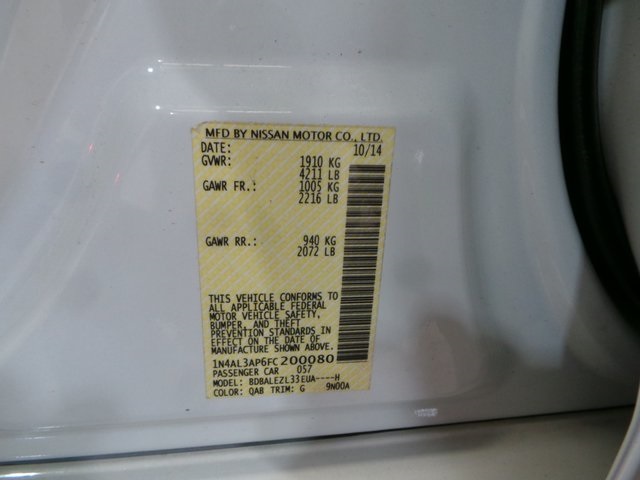 MFD BY NISSAN MOTOR CO., LTD.
DATE: 10/14
GVWR: 1910 KG
4211 LB
GAWR FR.: 1005 KG
2216 LB
GAWR RR.: 940 KG
2072 LB
THIS VEHICLE CONFORMS TO
ALL APPLICABLE FEDERAL
MOTOR VEHICLE SAFETY,
BUMPER, AND THEFT
PREVENTION STANDARDS IN
EFFECT ON THE DATE OF
MANUFACTURE SHOWN ABOVE.
1N4AL3AP6FC200080
PASSENGER CAR 057
MODEL: BDBALEZL33EUA----H
COLOR: QAB TRIM: G 9N00A